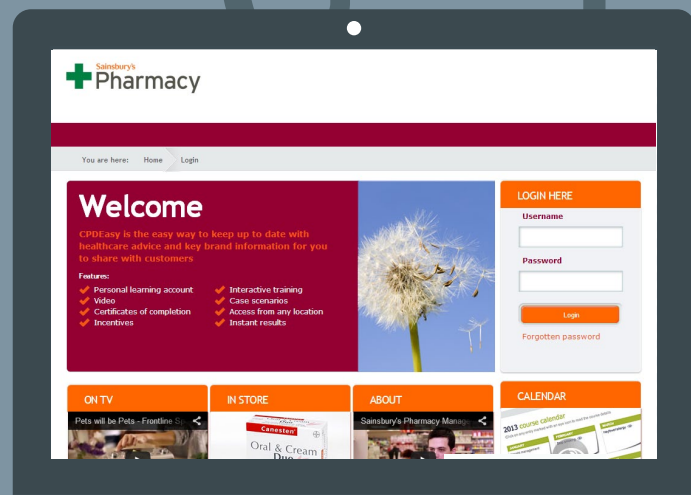 Sainsbury's
Pharmacy
You are here: Home Login
Welcome
CPDEasy is the easy way to
keep up to date with
healthcare advice and key
brand information for you
to share with customers
Features:
Personal learning account
Video
Certificates of completion
Incentives
Interactive training
Case scenarios
Access from any location
Instant results
LOGIN HERE
Username
Password
Login
Forgotten password
ON TV
Pets will be Pets - Frontline
IN STORE
Canesten
Oral & Cream
Duo
ABOUT
Sainsbury's Pharmacy
CALENDAR
2013 course calendar